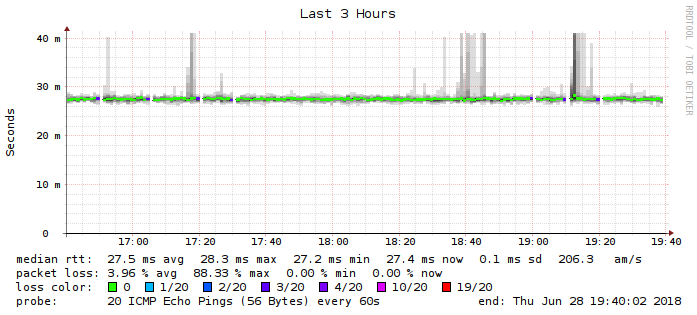 Last 3 Hours
RRDTOOL / TOBI OETIKER
Seconds
40 m
30 m
20 m
10 m
0
17:00 17:20 17:40 18:00 18:20 18:40 19:00 19:20 19:40
median rtt: 27.5 ms avg 28.3 ms max 27.2 ms min 27.4 ms now 0.1 ms sd 206.3 am/s
packet loss: 3.96 % avg 88.33 % max 0.00 % min 0.00 % now
loss color: 0 1/20 2/20 3/20 4/20 10/20 19/20
probe: 20 ICMP Echo Pings (56 Bytes) every 60s end: Thu Jun 28 19:40:02 2018